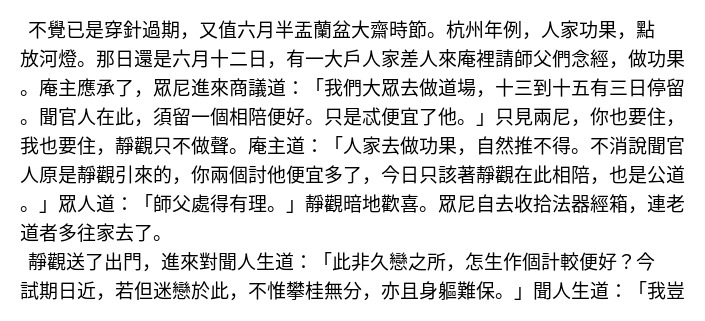 不覺已是穿針過期，又值六月半盂蘭盆大齋時節。杭州年例，人家功果，點
放河燈。那日還是六月十二日，有一大戶人家差人來庵裡請師父們念經，做功果
。庵主應承了，眾尼進來商議道：「我們大眾去做道場，十三到十五有三日停留
。聞官人在此，須留一個相陪便好。只是忒便宜了他。」只見兩尼，你也要住，
我也要住，靜觀只不做聲。庵主道：「人家去做功果，自然推不得。不消說聞官
人原是靜觀引來的，你兩個討他便宜多了，今日只該著靜觀在此相陪，也是公道
。」眾人道：「師父處得有理。」靜觀暗地歡喜。眾尼自去收拾法器經箱，連老
道者多往家去了。
靜觀送了出門，進來對聞人生道：「此非久戀之所，怎生作個計較便好？今
試期日近，若但迷戀於此，不惟攀桂無分，亦且身軀難保。」聞人生道：「我豈